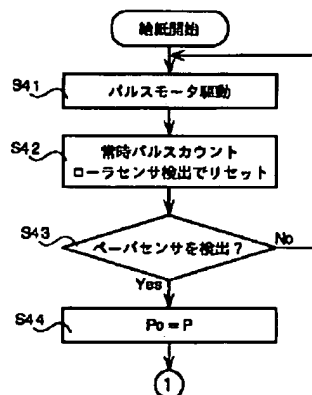 給紙開始
S41
パルスモータ駆動
S42
常時パルスカウント
ローラセンサ検出でリセット
S43
ペーパセンサを検出?
No
Yes
S44
Po=P
1